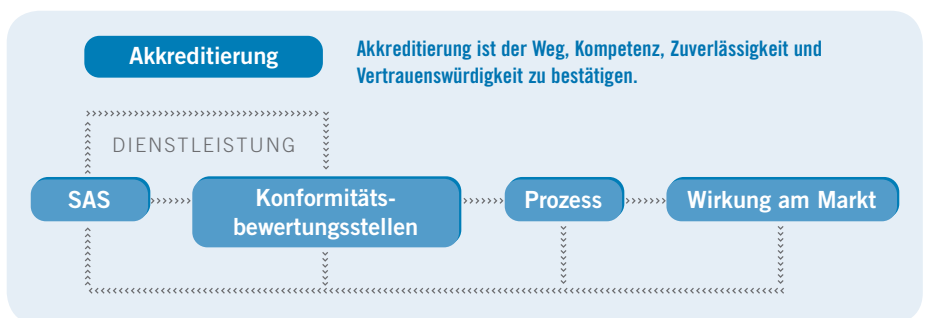 Akkreditierung
Akkreditierung ist der Weg, Kompetenz, Zuverlässigkeit und
Vertrauenswürdigkeit zu bestätigen.
DIENSTLEISTUNG
SAS
Konformitäts-
bewertungsstellen
Prozess
Wirkung am Markt